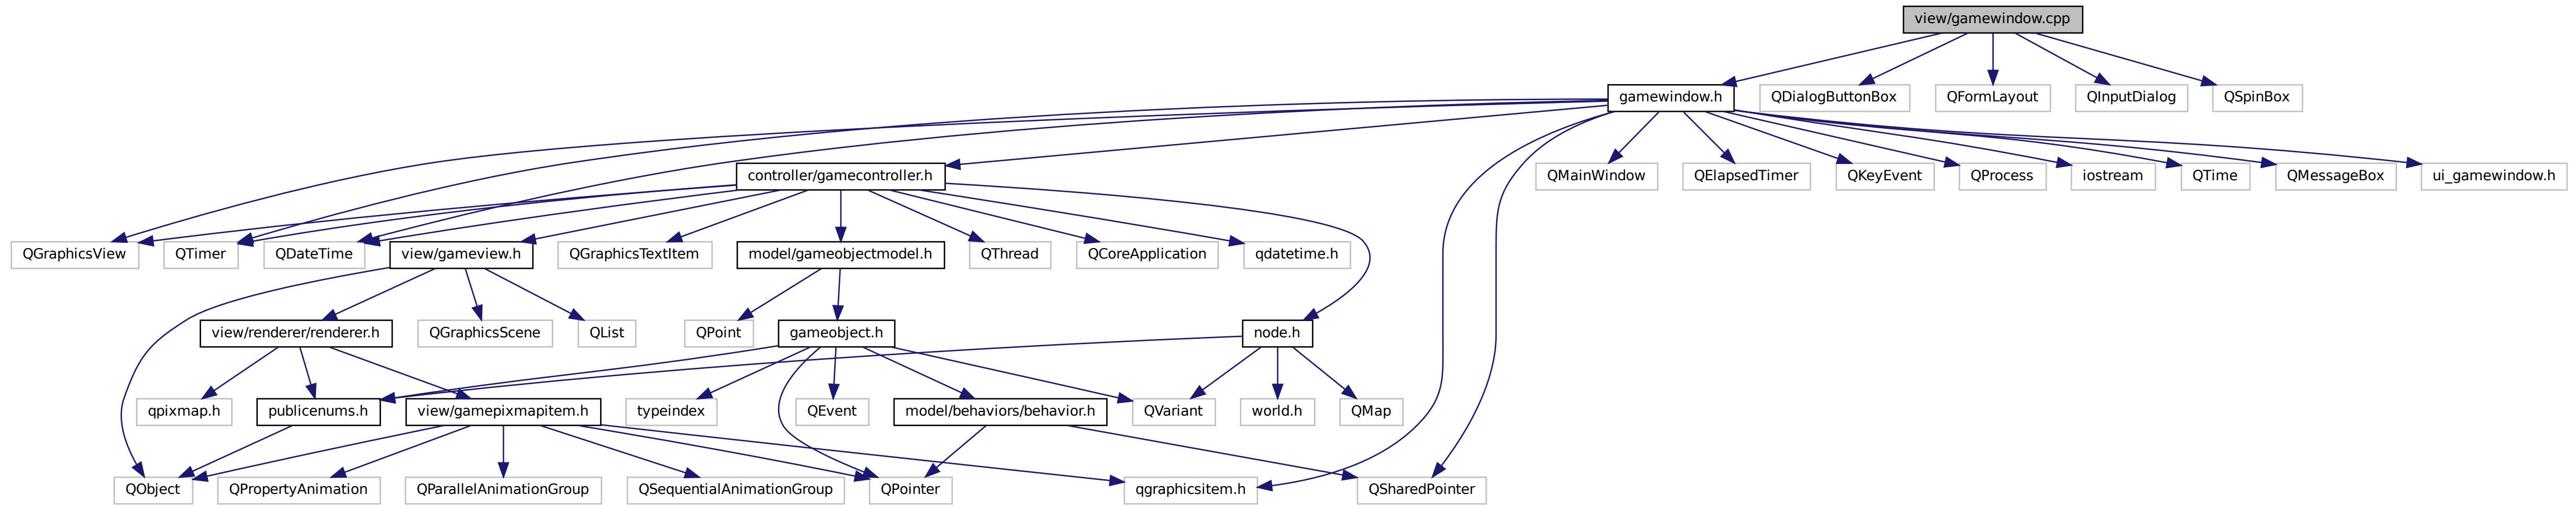 view/gamewindow.cpp
gamewindow.h
QDialogButtonBox
QFormLayout
QInputDialog
QSpinBox
controller/gamecontroller.h
QMainWindow
QElapsedTimer
QKeyEvent
QProcess
iostream
QTime
QMessageBox
ui_gamewindow.h
QGraphicsView
QTimer
QDateTime
view/gameview.h
QGraphicsTextItem
model/gameobjectmodel.h
QThread
QCoreApplication
qdatetime.h
view/renderer/renderer.h
QGraphicsScene
QList
QPoint
gameobject.h
node.h
qpixmap.h
publicenums.h
view/gamepixmapitem.h
typeindex
QEvent
model/behaviors/behavior.h
QVariant
world.h
QMap
QObject
QPropertyAnimation
QParallelAnimationGroup
QSequentialAnimationGroup
QPointer
qgraphicsitem.h
QSharedPointer